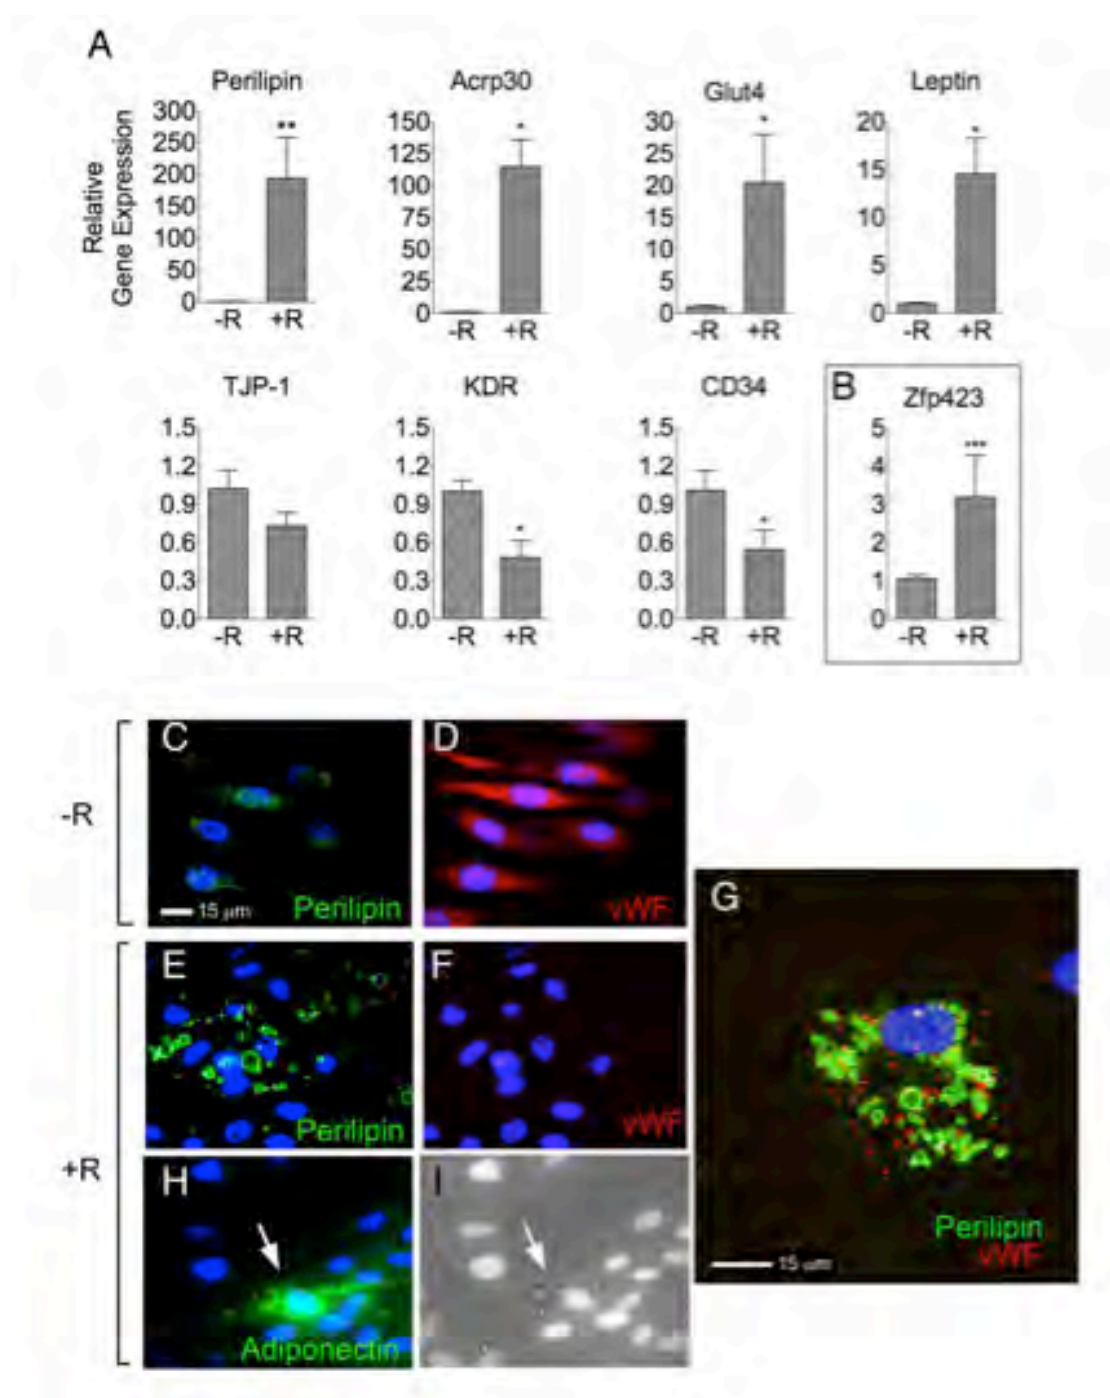 A
Perilipin
Acrp30
Glut4
Leptin
Relative
Gene Expression
300
250
200
150
100
50
0
**
-R +R
150
125
100
75
50
25
0
*
-R +R
30
25
20
15
10
5
0
*
-R +R
20
15
10
5
0
*
-R +R
TJP-1
1.5
1.2
0.9
0.6
0.3
0.0
-R +R
KDR
1.5
1.2
0.9
0.6
0.3
0.0
*
-R +R
CD34
1.5
1.2
0.9
0.6
0.3
0.0
*
-R +R
B
Zfp423
5
4
3
2
1
0
***
-R +R
-R
C
15 μm
Perilipin
D
vWF
+R
E
Perilipin
F
vWF
G
Perilipin
vWF
15 μm
H
Adiponectin
I